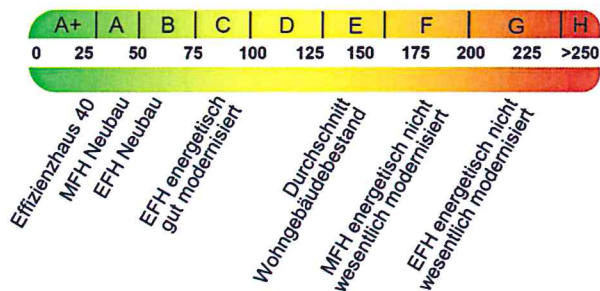 A+ A B C D E F G H
0 25 50 75 100 125 150 175 200 225 >250
Effizienzhaus 40
MFH Neubau
EFH Neubau
EFH energetisch
gut modernisiert
Durchschnitt
Wohngebäudebestand
MFH energetisch nicht
wesentlich modernisiert
EFH energetisch nicht
wesentlich modernisiert